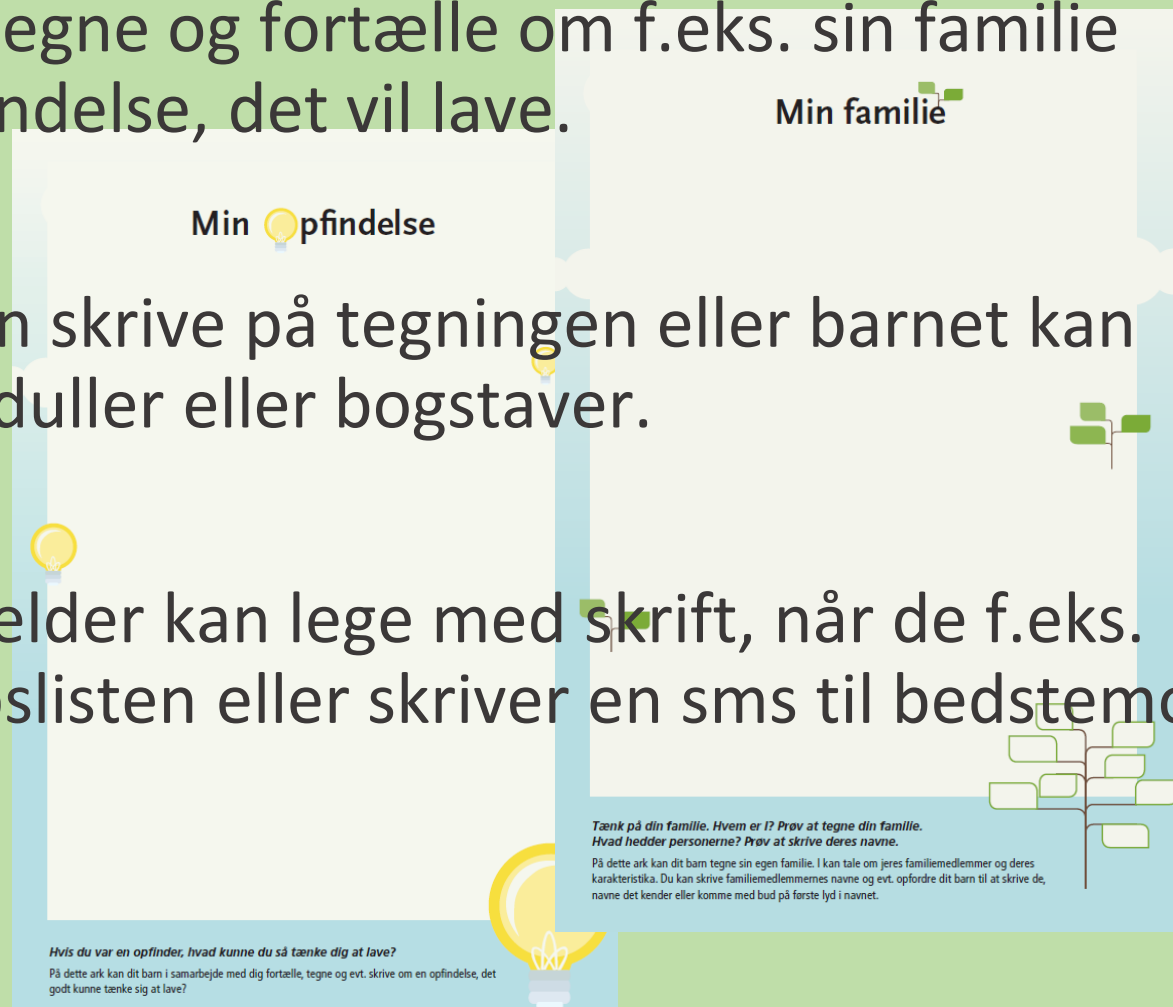 egne og fortælle om f.eks. sin familie
ndelse, det vil lave.
Min familie
Min pfindelse
n skrive på tegningen eller barnet kan
duller eller bogstaver.
elder kan lege med skrift, når de f.eks.
slisten eller skriver en sms til bedstemo
Tænk på din familie. Hvem er I? Prøv at tegne din familie.
Hvad hedder personerne? Prøv at skrive deres navne.
På dette ark kan dit barn tegne sin egen familie. I kan tale om jeres familiemedlemmer og deres
karakteristika. Du kan skrive familiemedlemmernes navne og evt. opfordre dit barn til at skrive de,
navne det kender eller komme med bud på første lyd i navnet.
Hvis du var en opfinder, hvad kunne du så tænke dig at lave?
På dette ark kan dit barn i samarbejde med dig fortælle, tegne og evt. skrive om en opfindelse, det
godt kunne tænke sig at lave?